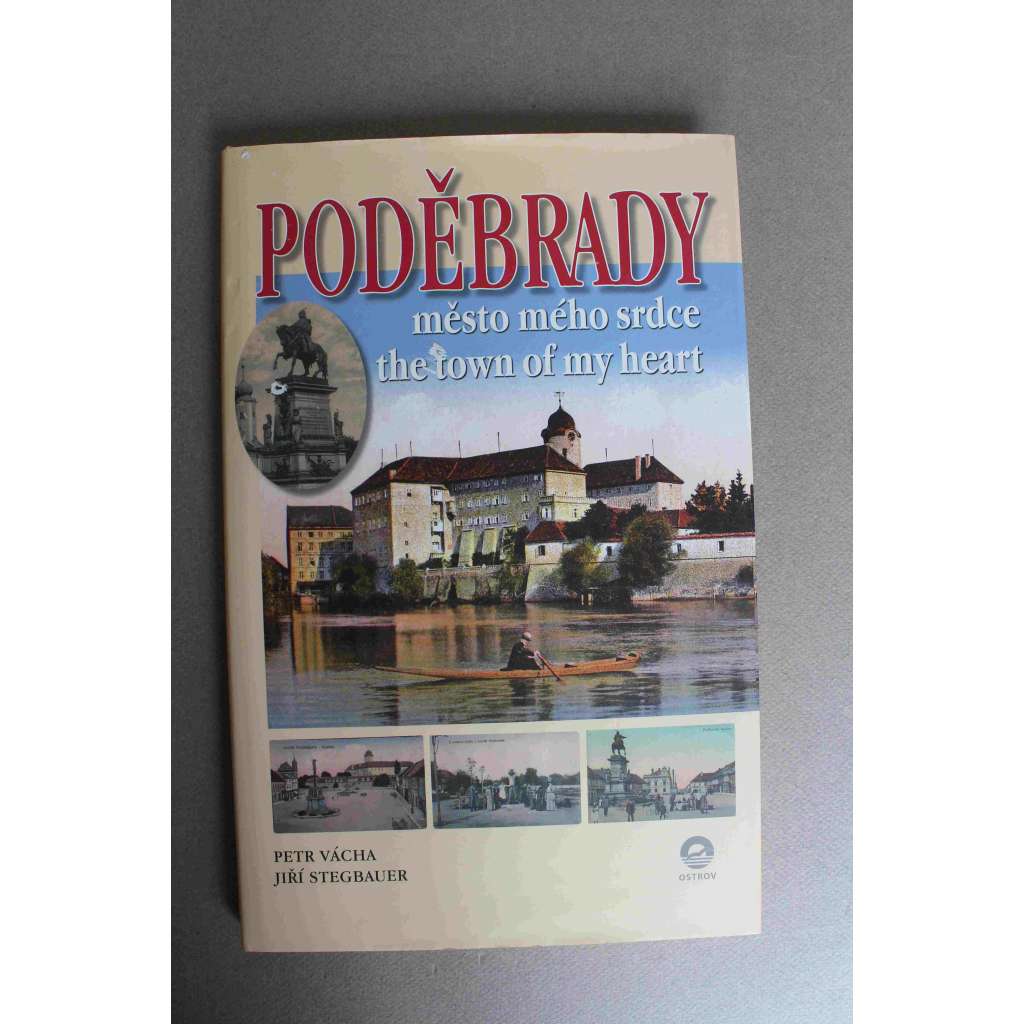 PODĚBRADY
město mého srdce
the town of my heart
PETR VÁCHA
JIŘÍ STEGBAUER
OSTROV